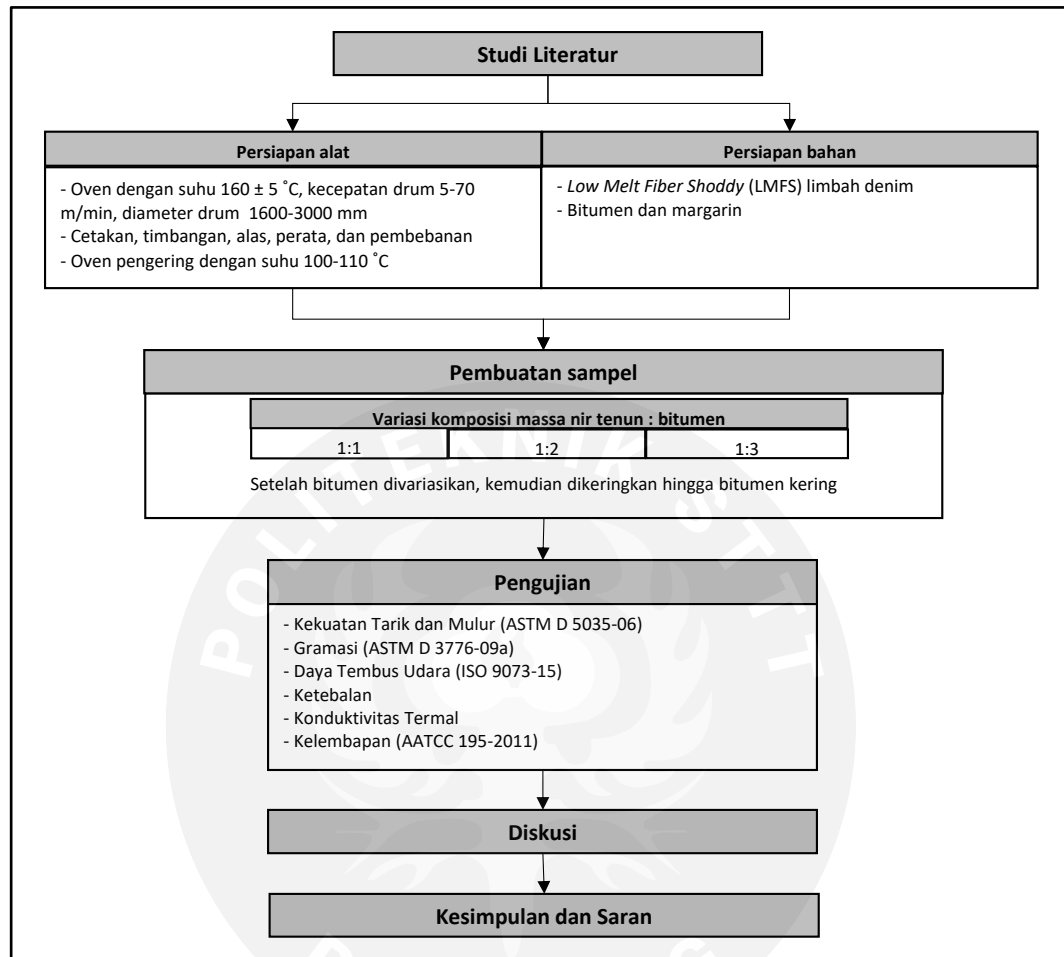 Studi Literatur
Persiapan alat
- Oven dengan suhu 160 ± 5 ˚C, kecepatan drum 5-70
m/min, diameter drum 1600-3000 mm
- Cetakan, timbangan, alas, perata, dan pembebanan
- Oven pengering dengan suhu 100-110 ˚C
Persiapan bahan
- Low Melt Fiber Shoddy (LMFS) limbah denim
- Bitumen dan margarin
Pembuatan sampel
Variasi komposisi massa nir tenun : bitumen
1:1
1:2
1:3
Setelah bitumen divariasikan, kemudian dikeringkan hingga bitumen kering
Pengujian
- Kekuatan Tarik dan Mulur (ASTM D 5035-06)
- Gramasi (ASTM D 3776-09a)
- Daya Tembus Udara (ISO 9073-15)
- Ketebalan
- Konduktivitas Termal
- Kelembapan (AATCC 195-2011)
Diskusi
Kesimpulan dan Saran
POLITEKNIK STTT